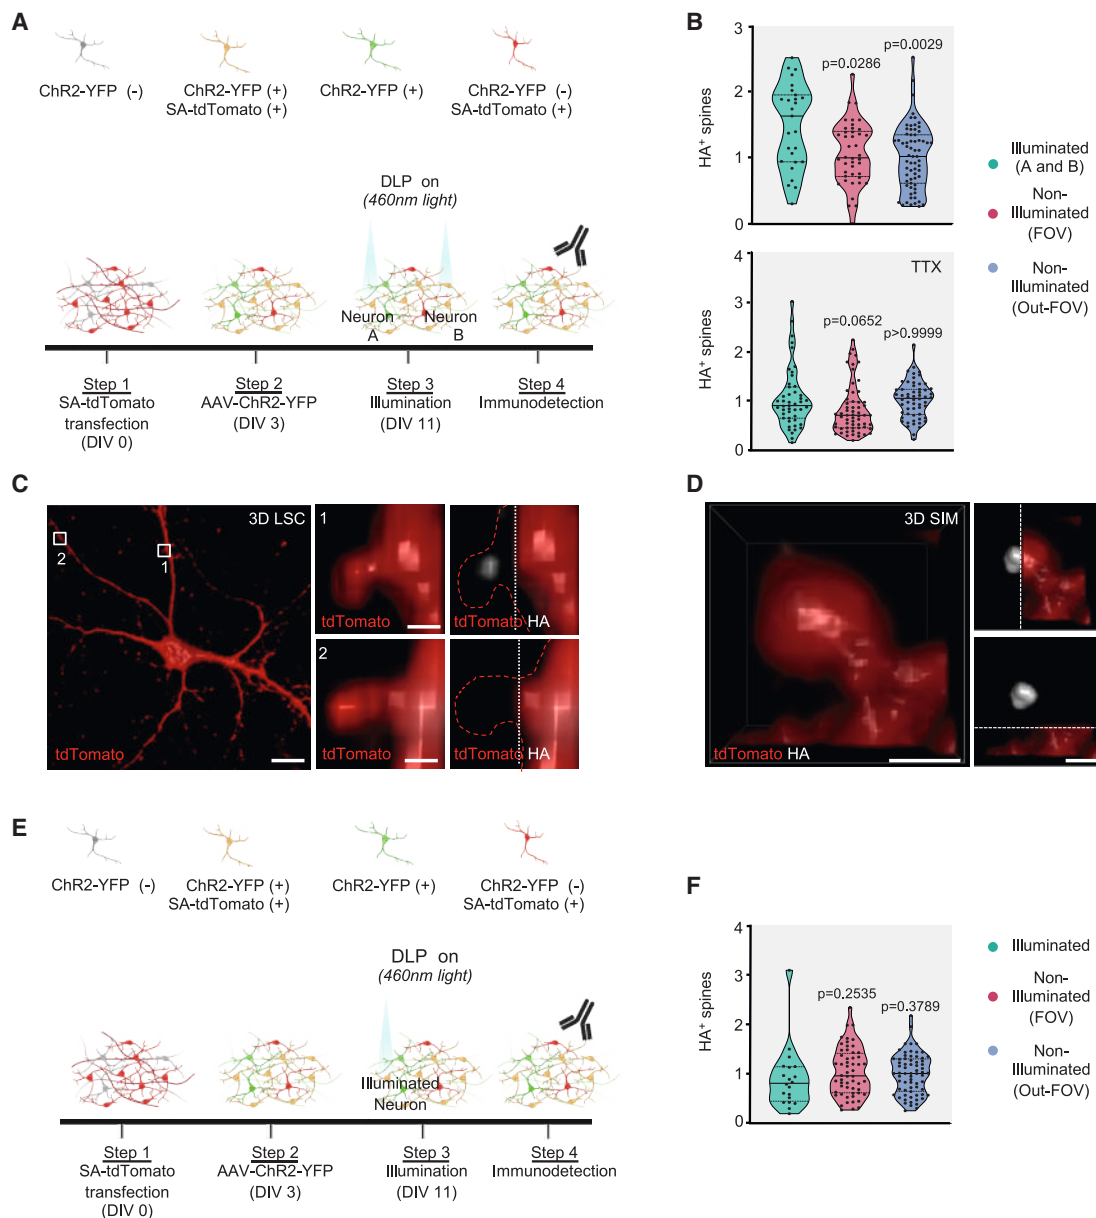 A
ChR2-YFP (-)
ChR2-YFP (+)
SA-tdTomato (+)
ChR2-YFP (+)
ChR2-YFP (-)
SA-tdTomato (+)
DLP on
(460nm light)
Neuron
A
Neuron
B
Step 1
SA-tdTomato
transfection
(DIV 0)
Step 2
AAV-ChR2-YFP
(DIV 3)
Step 3
Illumination
(DIV 11)
Step 4
Immunodetection
B
HA+ spines
3
2
1
0
p=0.0286
p=0.0029
HA+ spines
4
3
2
1
0
TTX
p=0.0652
p>0.9999
Illuminated
(A and B)
Non-
Illuminated
(FOV)
Non-
Illuminated
(Out-FOV)
C
3D LSC
2
1
tdTomato
1
tdTomato
tdTomato HA
2
tdTomato
tdTomato HA
D
3D SIM
tdTomato HA
E
ChR2-YFP (-)
ChR2-YFP (+)
SA-tdTomato (+)
ChR2-YFP (+)
ChR2-YFP (-)
SA-tdTomato (+)
DLP on
(460nm light)
Illuminated
Neuron
Step 1
SA-tdTomato
transfection
(DIV 0)
Step 2
AAV-ChR2-YFP
(DIV 3)
Step 3
Illumination
(DIV 11)
Step 4
Immunodetection
F
HA+ spines
4
3
2
1
0
p=0.2535
p=0.3789
Illuminated
Non-
Illuminated
(FOV)
Non-
Illuminated
(Out-FOV)